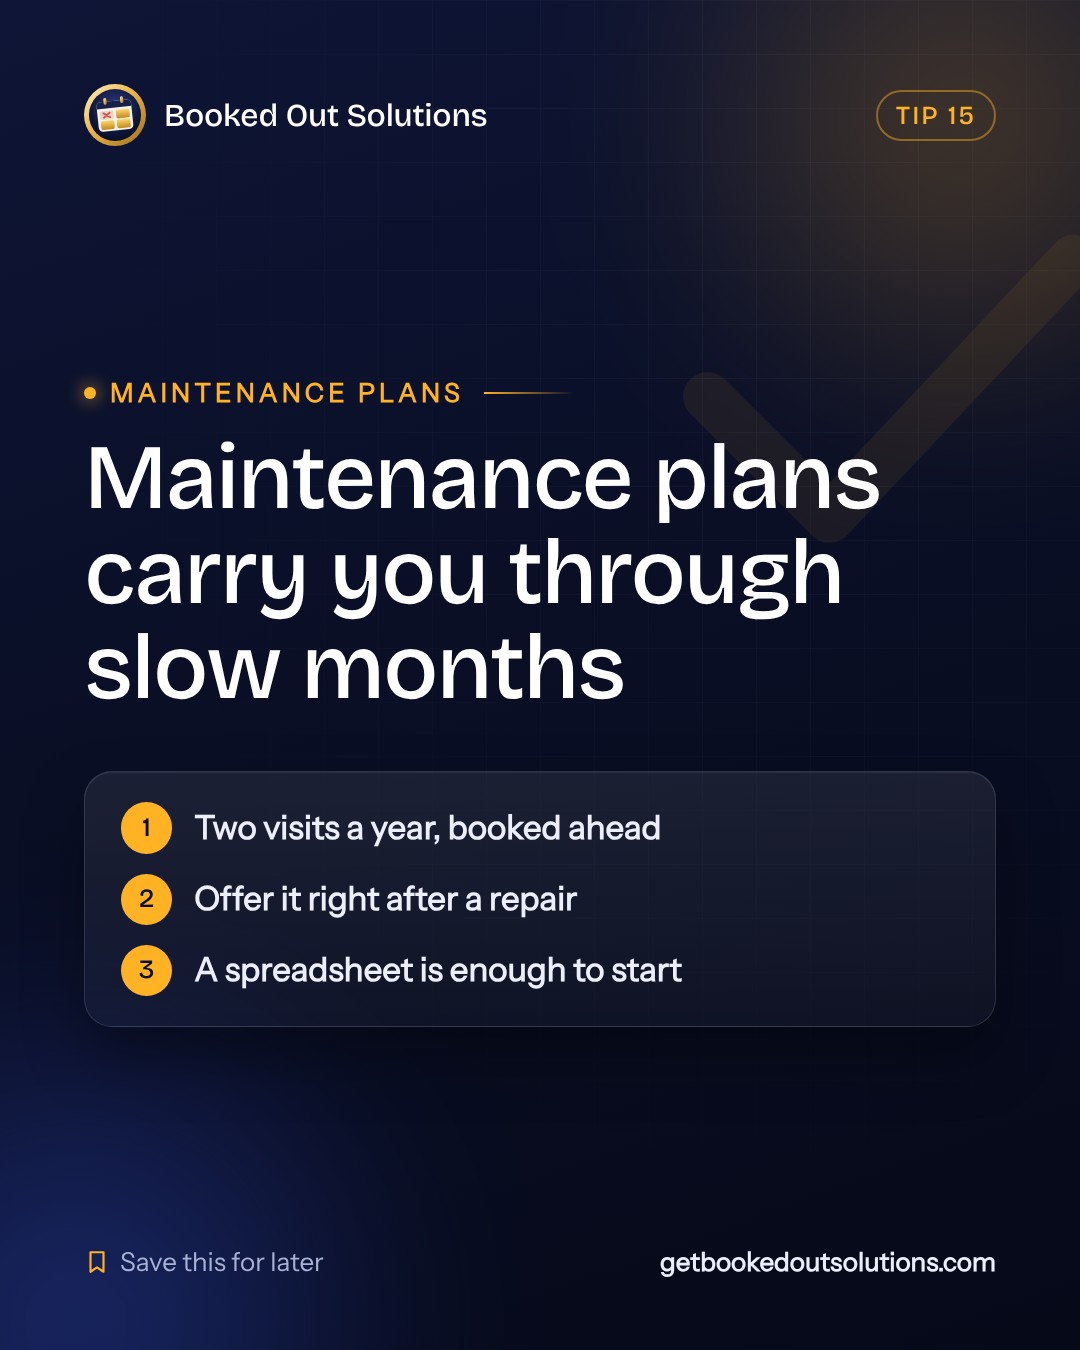 Booked Out Solutions
TIP 15
MAINTENANCE PLANS
Maintenance plans
carry you through
slow months
1 Two visits a year, booked ahead
2 Offer it right after a repair
3 A spreadsheet is enough to start
Save this for later
getbookedoutsolutions.com